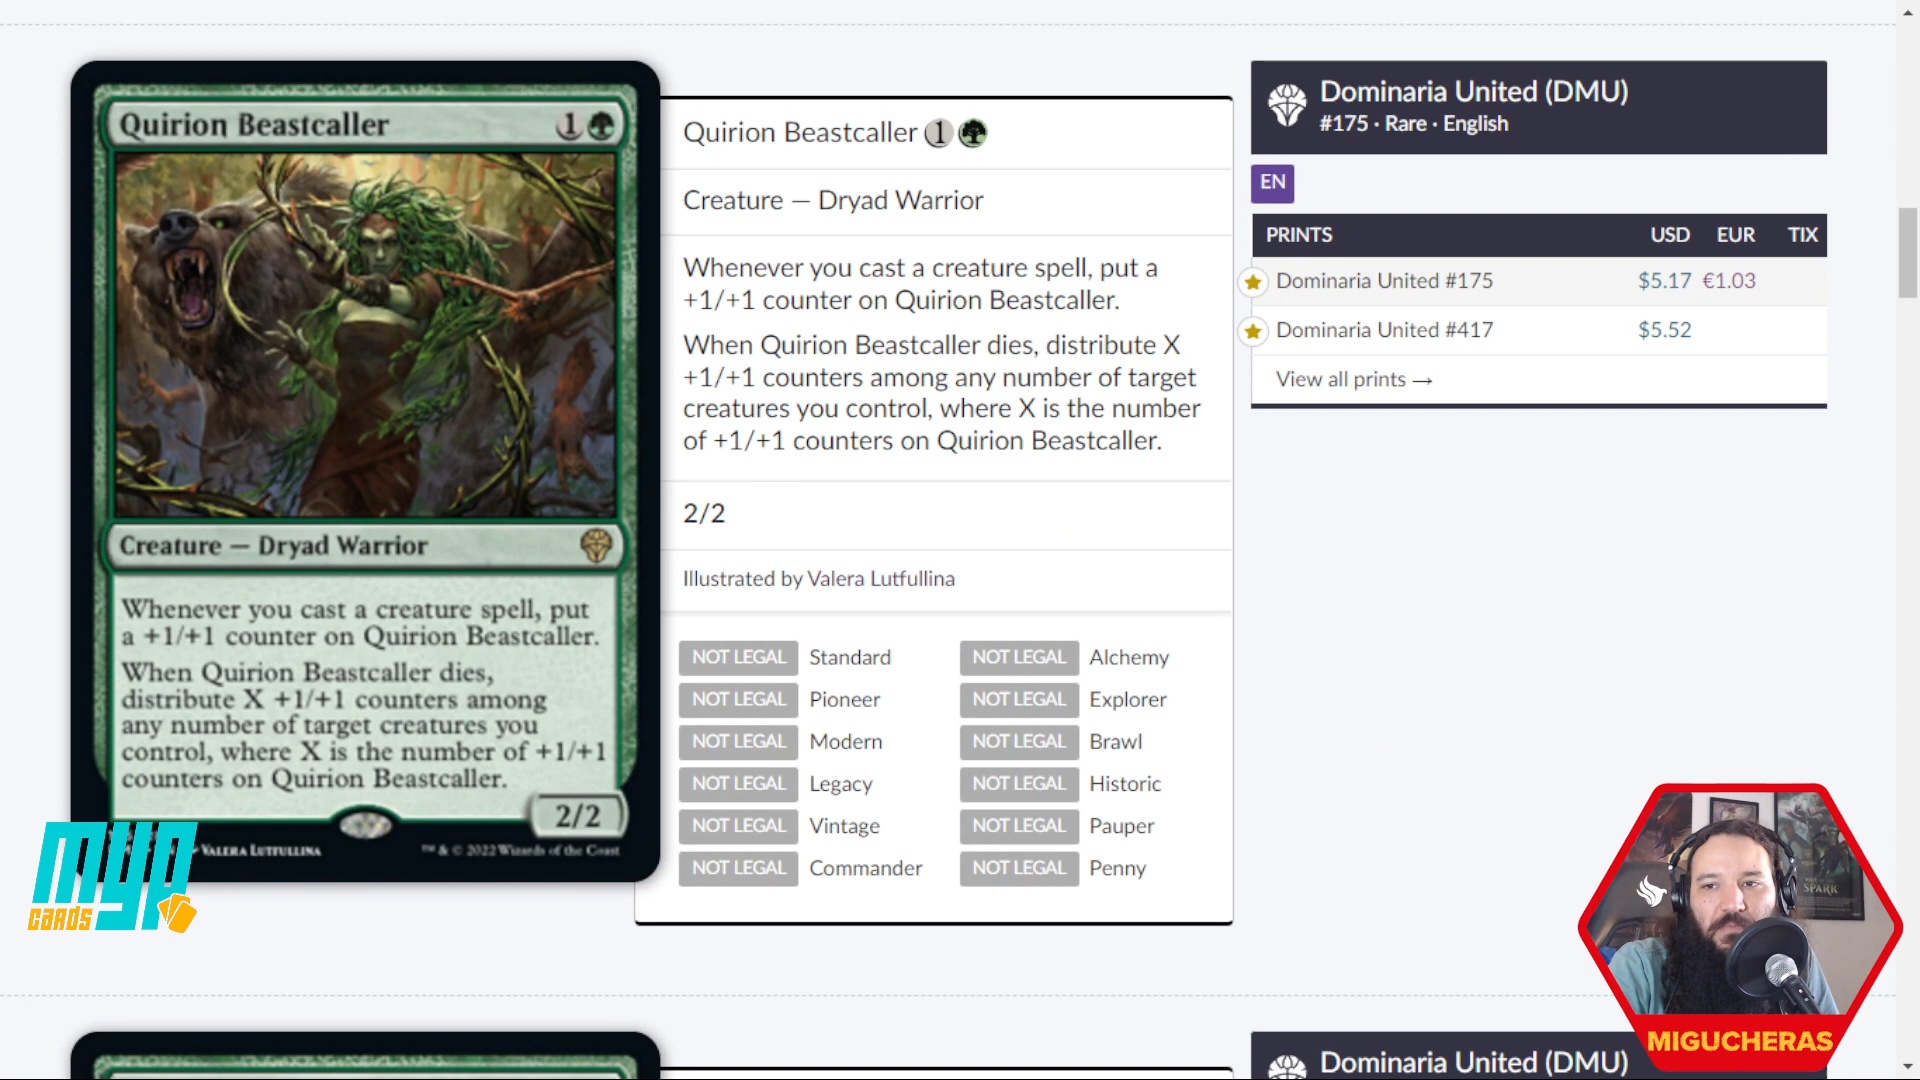 Quirion Beastcaller 1
Creature — Dryad Warrior
Whenever you cast a creature spell, put
a +1/+1 counter on Quirion Beastcaller.
When Quirion Beastcaller dies,
distribute X +1/+1 counters among
any number of target creatures you
control, where X is the number of +1/+1
counters on Quirion Beastcaller.
2/2
VALERA LUTFULLINA
™ & © 2022 Wizards of the Coast
myp
cards
Quirion Beastcaller 1
Creature — Dryad Warrior
Whenever you cast a creature spell, put a
+1/+1 counter on Quirion Beastcaller.
When Quirion Beastcaller dies, distribute X
+1/+1 counters among any number of target
creatures you control, where X is the number
of +1/+1 counters on Quirion Beastcaller.
2/2
Illustrated by Valera Lutfullina
NOT LEGAL Standard NOT LEGAL Alchemy
NOT LEGAL Pioneer NOT LEGAL Explorer
NOT LEGAL Modern NOT LEGAL Brawl
NOT LEGAL Legacy NOT LEGAL Historic
NOT LEGAL Vintage NOT LEGAL Pauper
NOT LEGAL Commander NOT LEGAL Penny
Dominaria United (DMU)
#175 · Rare · English
EN
PRINTS USD EUR TIX
Dominaria United #175 $5.17 €1.03
Dominaria United #417 $5.52
View all prints →
SPARK
MIGUCHERAS
Dominaria United (DMU)